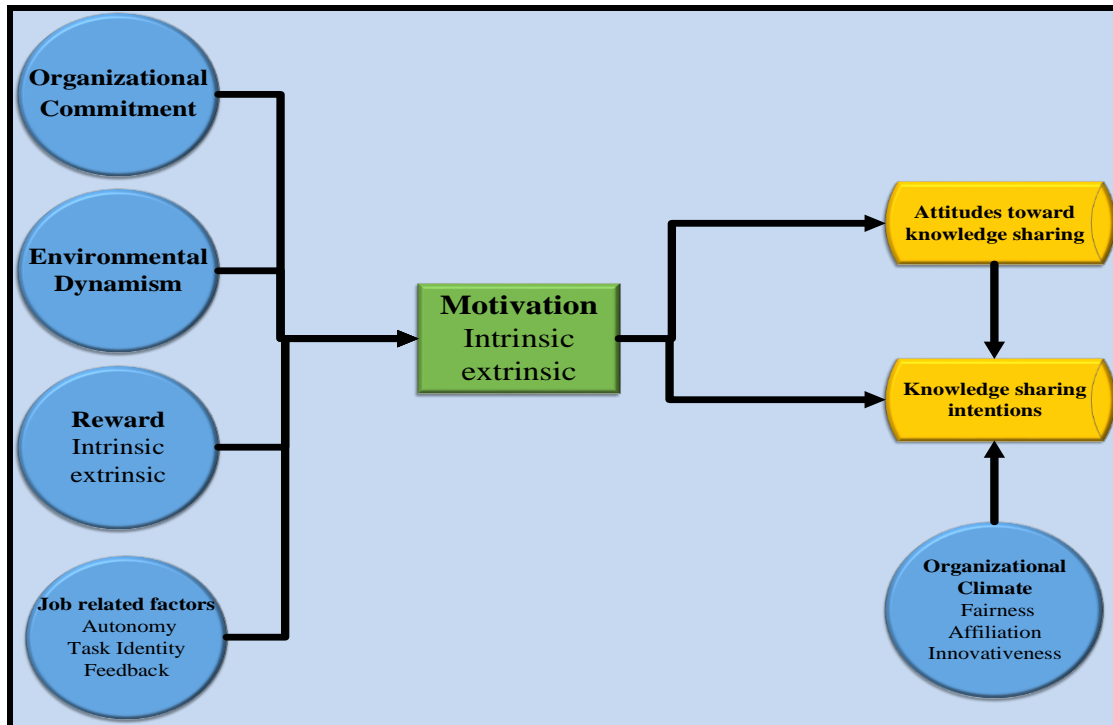 Organizational
Commitment
Environmental
Dynamism
Reward
Intrinsic
extrinsic
Job related factors
Autonomy
Task Identity
Feedback
Motivation
Intrinsic
extrinsic
Attitudes toward
knowledge sharing
Knowledge sharing
intentions
Organizational
Climate
Fairness
Affiliation
Innovativeness